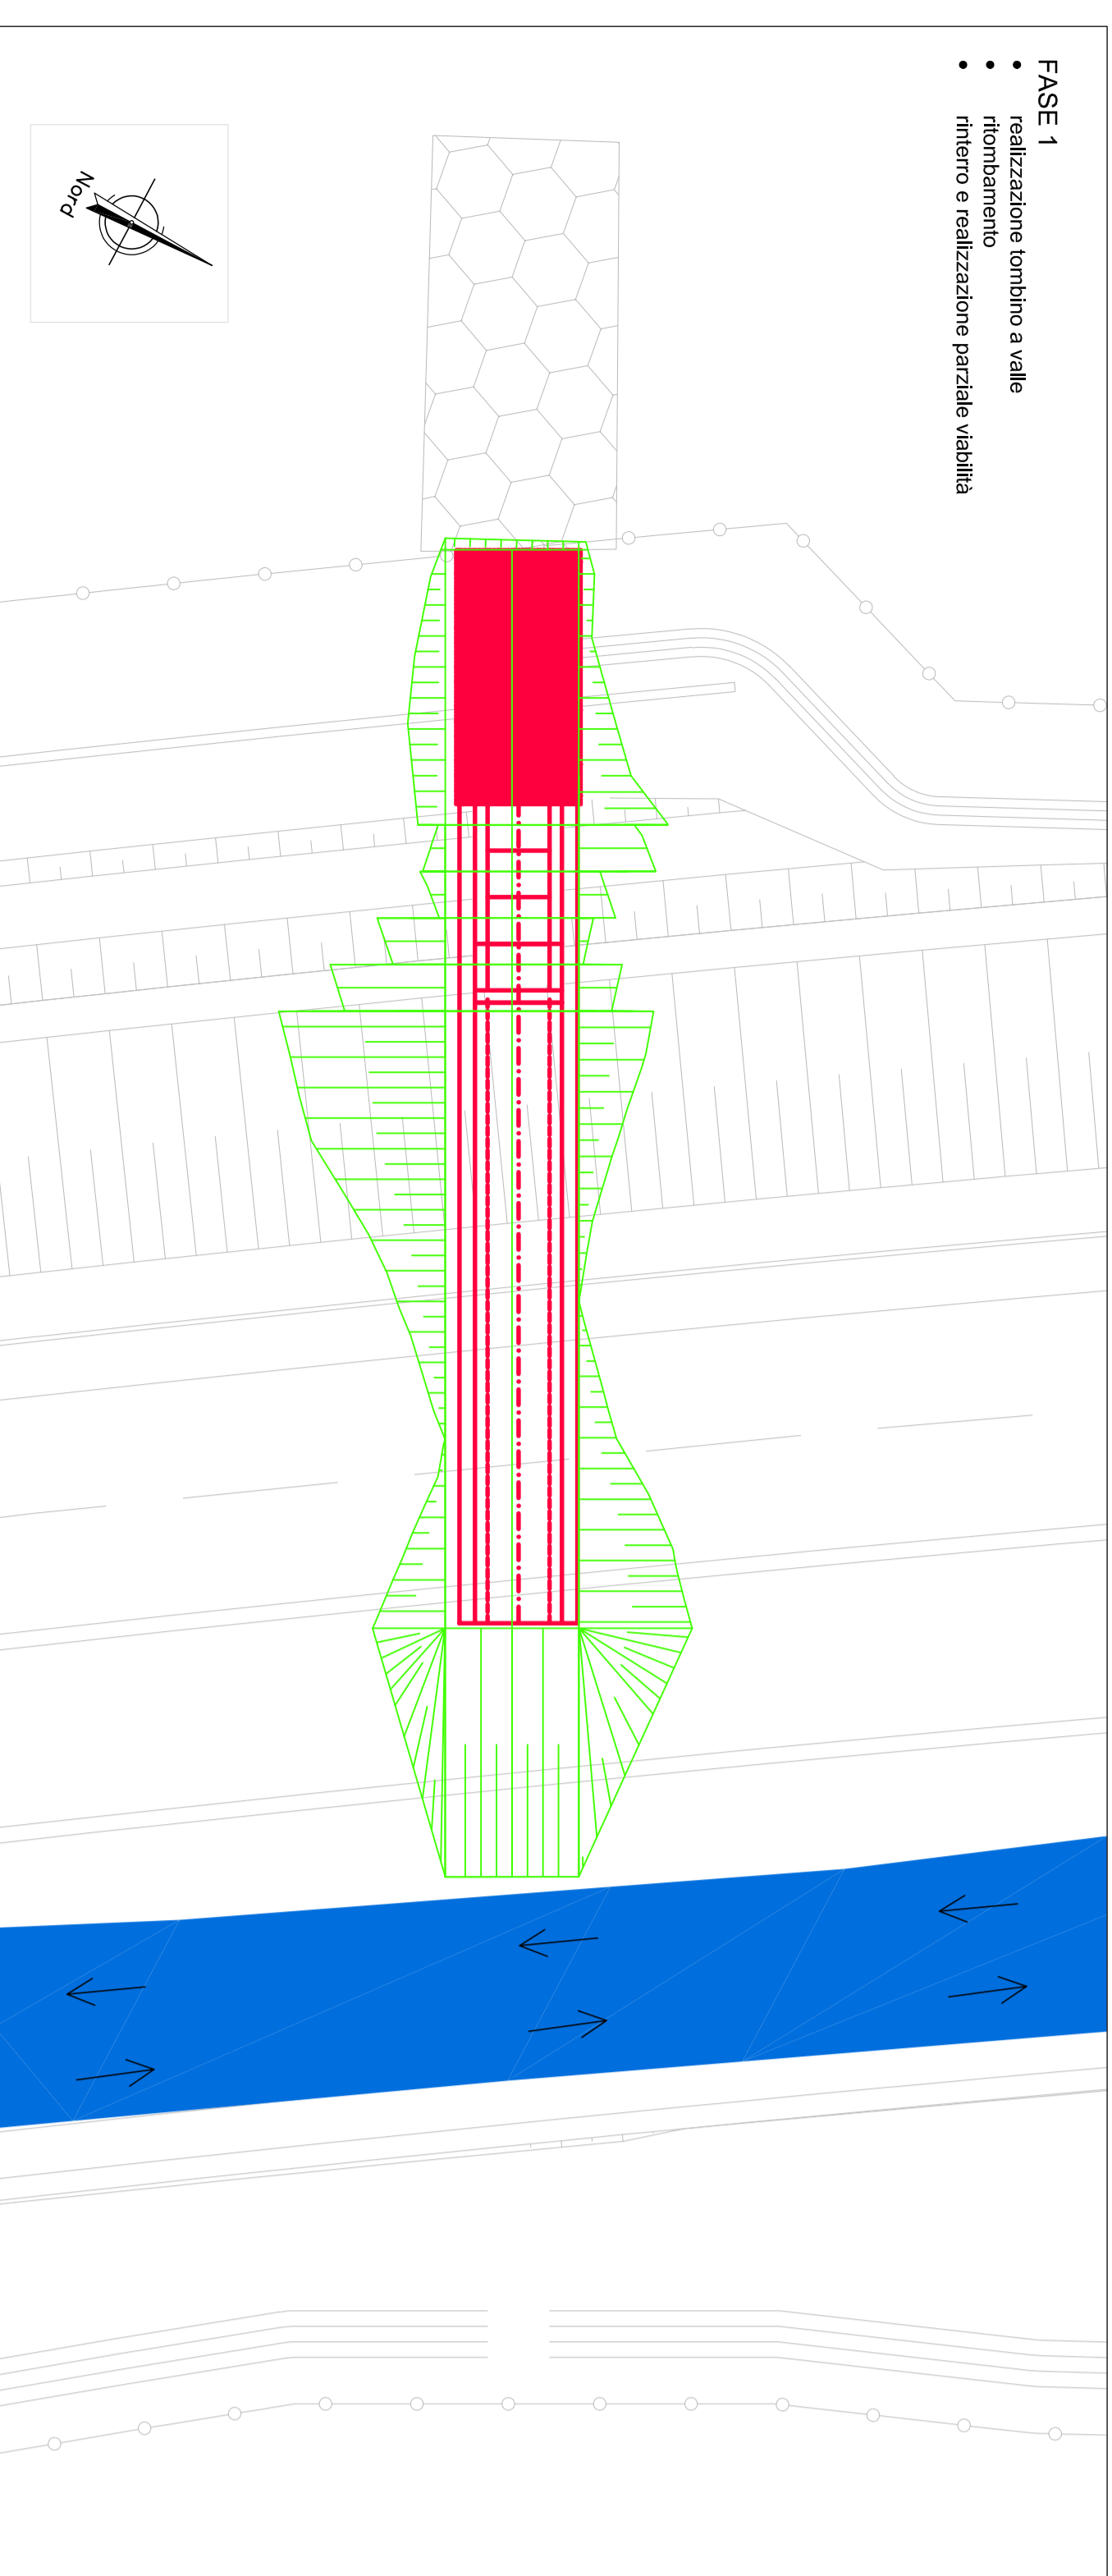 FASE 1
• realizzazione tombino a valle
• ritombamento
• rinterro e realizzazione parziale viabilità
Nord